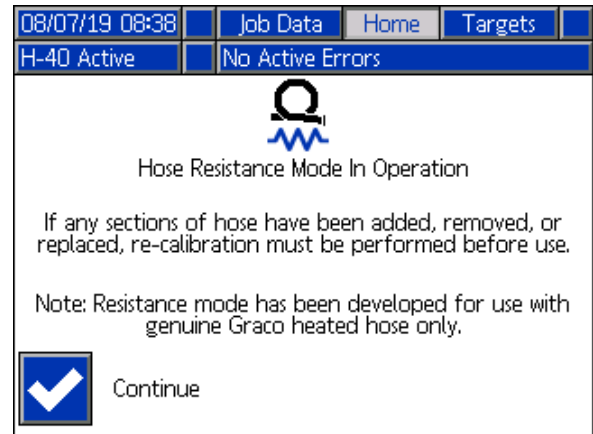 08/07/19 08:38 Job Data Home Targets
H-40 Active No Active Errors
Hose Resistance Mode In Operation
If any sections of hose have been added, removed, or
replaced, re-calibration must be performed before use.
Note: Resistance mode has been developed for use with
genuine Graco heated hose only.
Continue